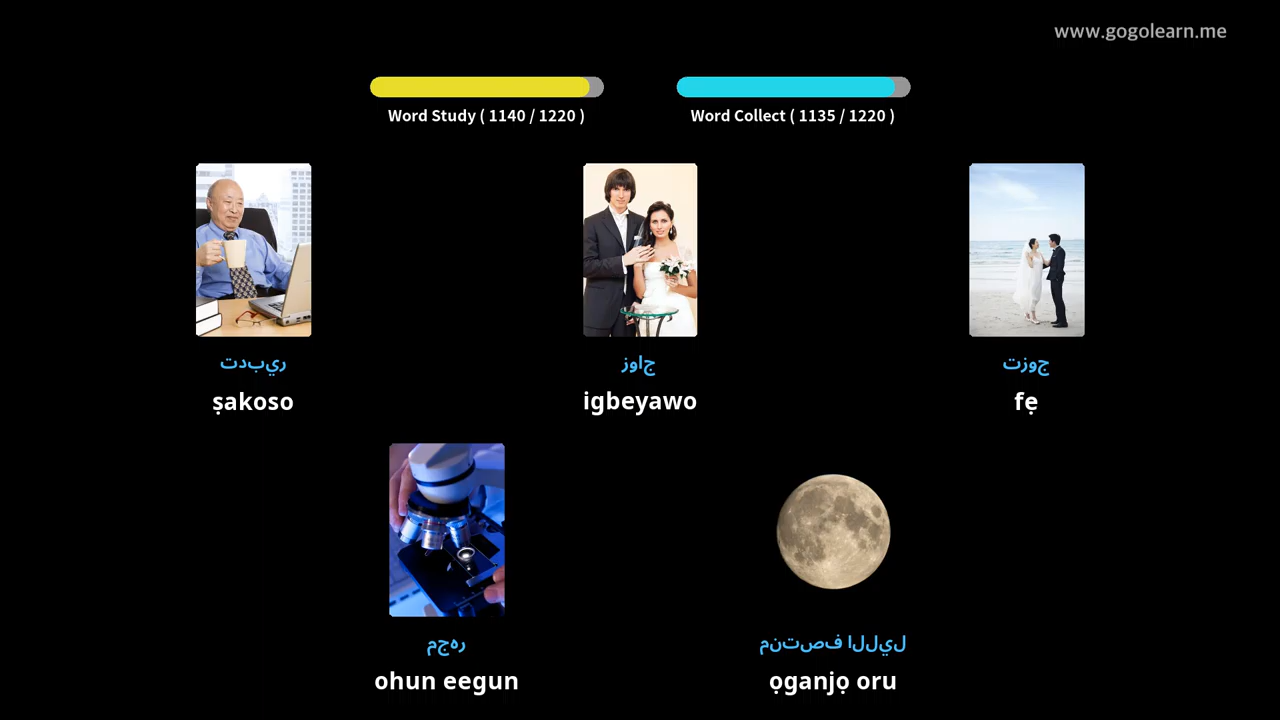 www.gogolearn.me
Word Study ( 1140 / 1220 )
Word Collect ( 1135 / 1220 )
تدبير
ṣakoso
زواج
igbeyawo
تزوج
fẹ
مجهر
ohun eegun
منتصف الليل
ọganjọ oru